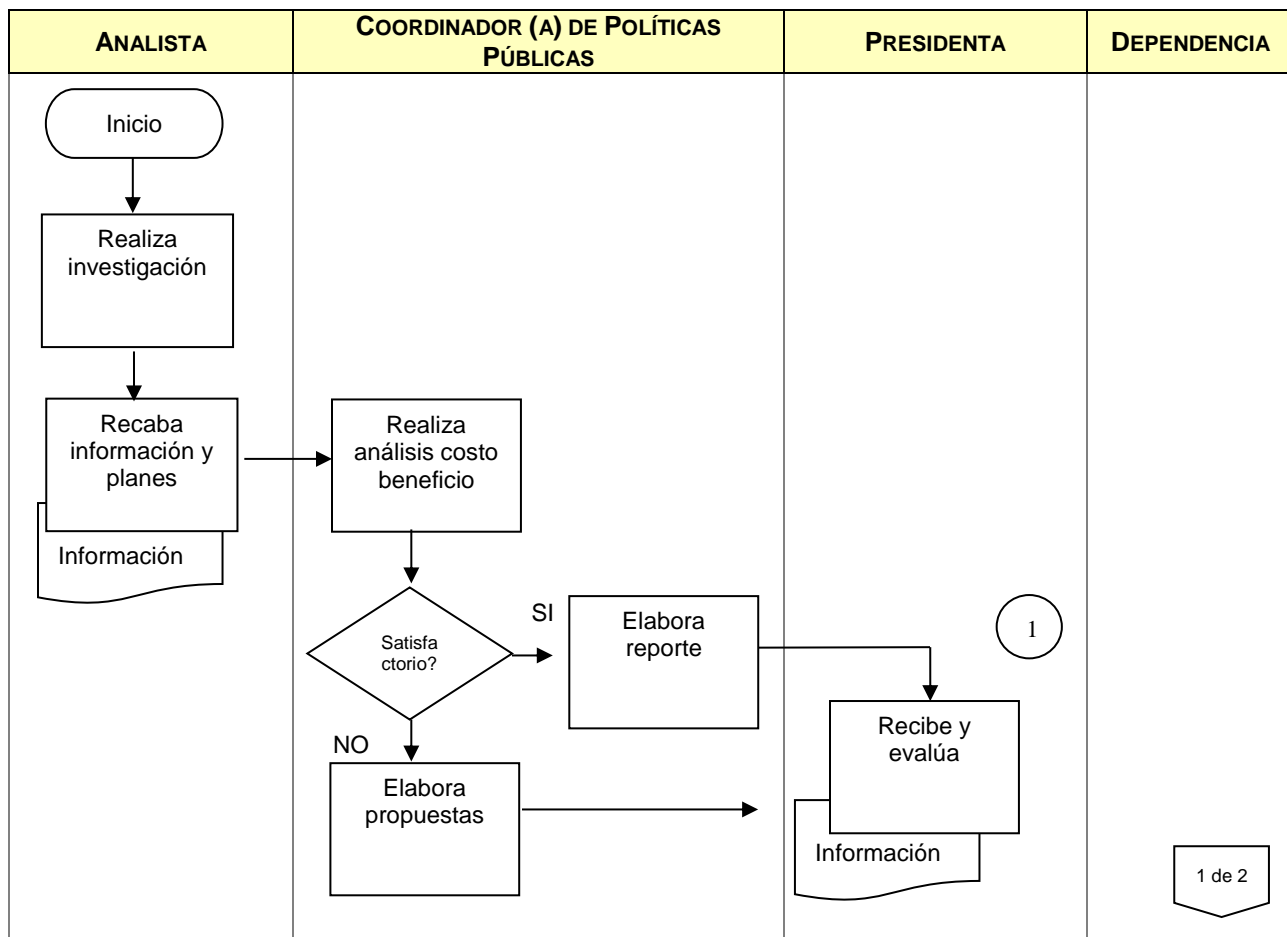 ANALISTA
COORDINADOR (A) DE POLÍTICAS
PÚBLICAS
PRESIDENTA
DEPENDENCIA
Inicio
Realiza
investigación
Recaba
información y
planes
Información
Realiza
análisis costo
beneficio
Satisfa
ctorio?
SI
Elabora
reporte
NO
Elabora
propuestas
1
Recibe y
evalúa
Información
1 de 2